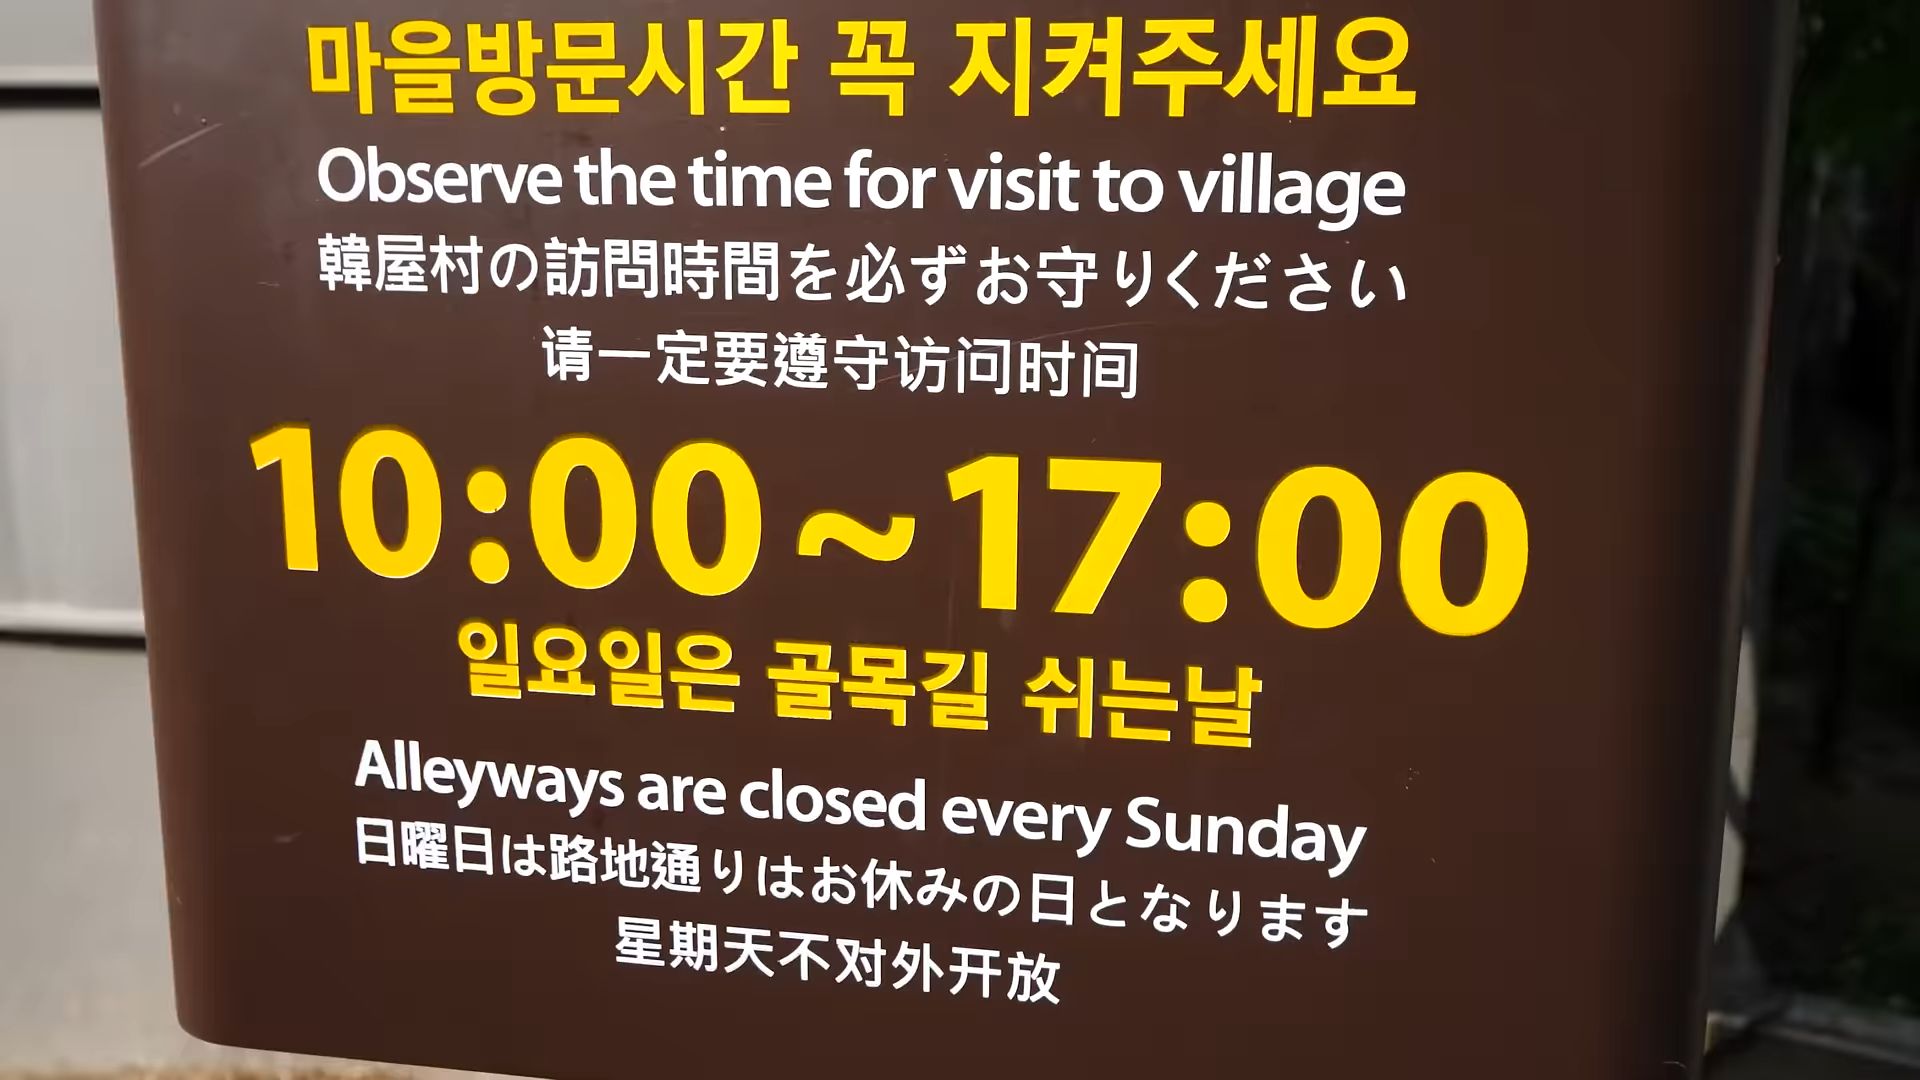 마을방문시간 꼭 지켜주세요
Observe the time for visit to village
韓屋村の訪問時間を必ずお守りください
请一定要遵守访问时间
10:00~17:00
일요일은 골목길 쉬는날
Alleyways are closed every Sunday
日曜日は路地通りはお休みの日となります
星期天不对外开放